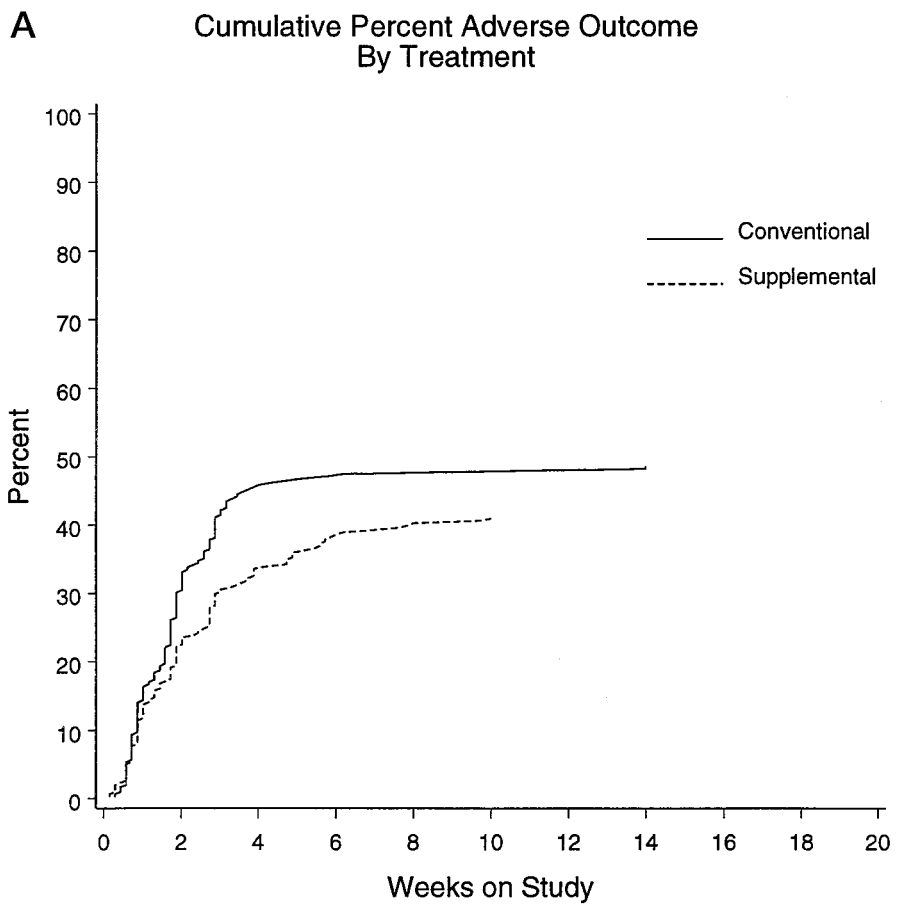 A
Cumulative Percent Adverse Outcome
By Treatment
100
90
80
70
60
50
40
30
20
10
0
Percent
Conventional
Supplemental
0 2 4 6 8 10 12 14 16 18 20
Weeks on Study